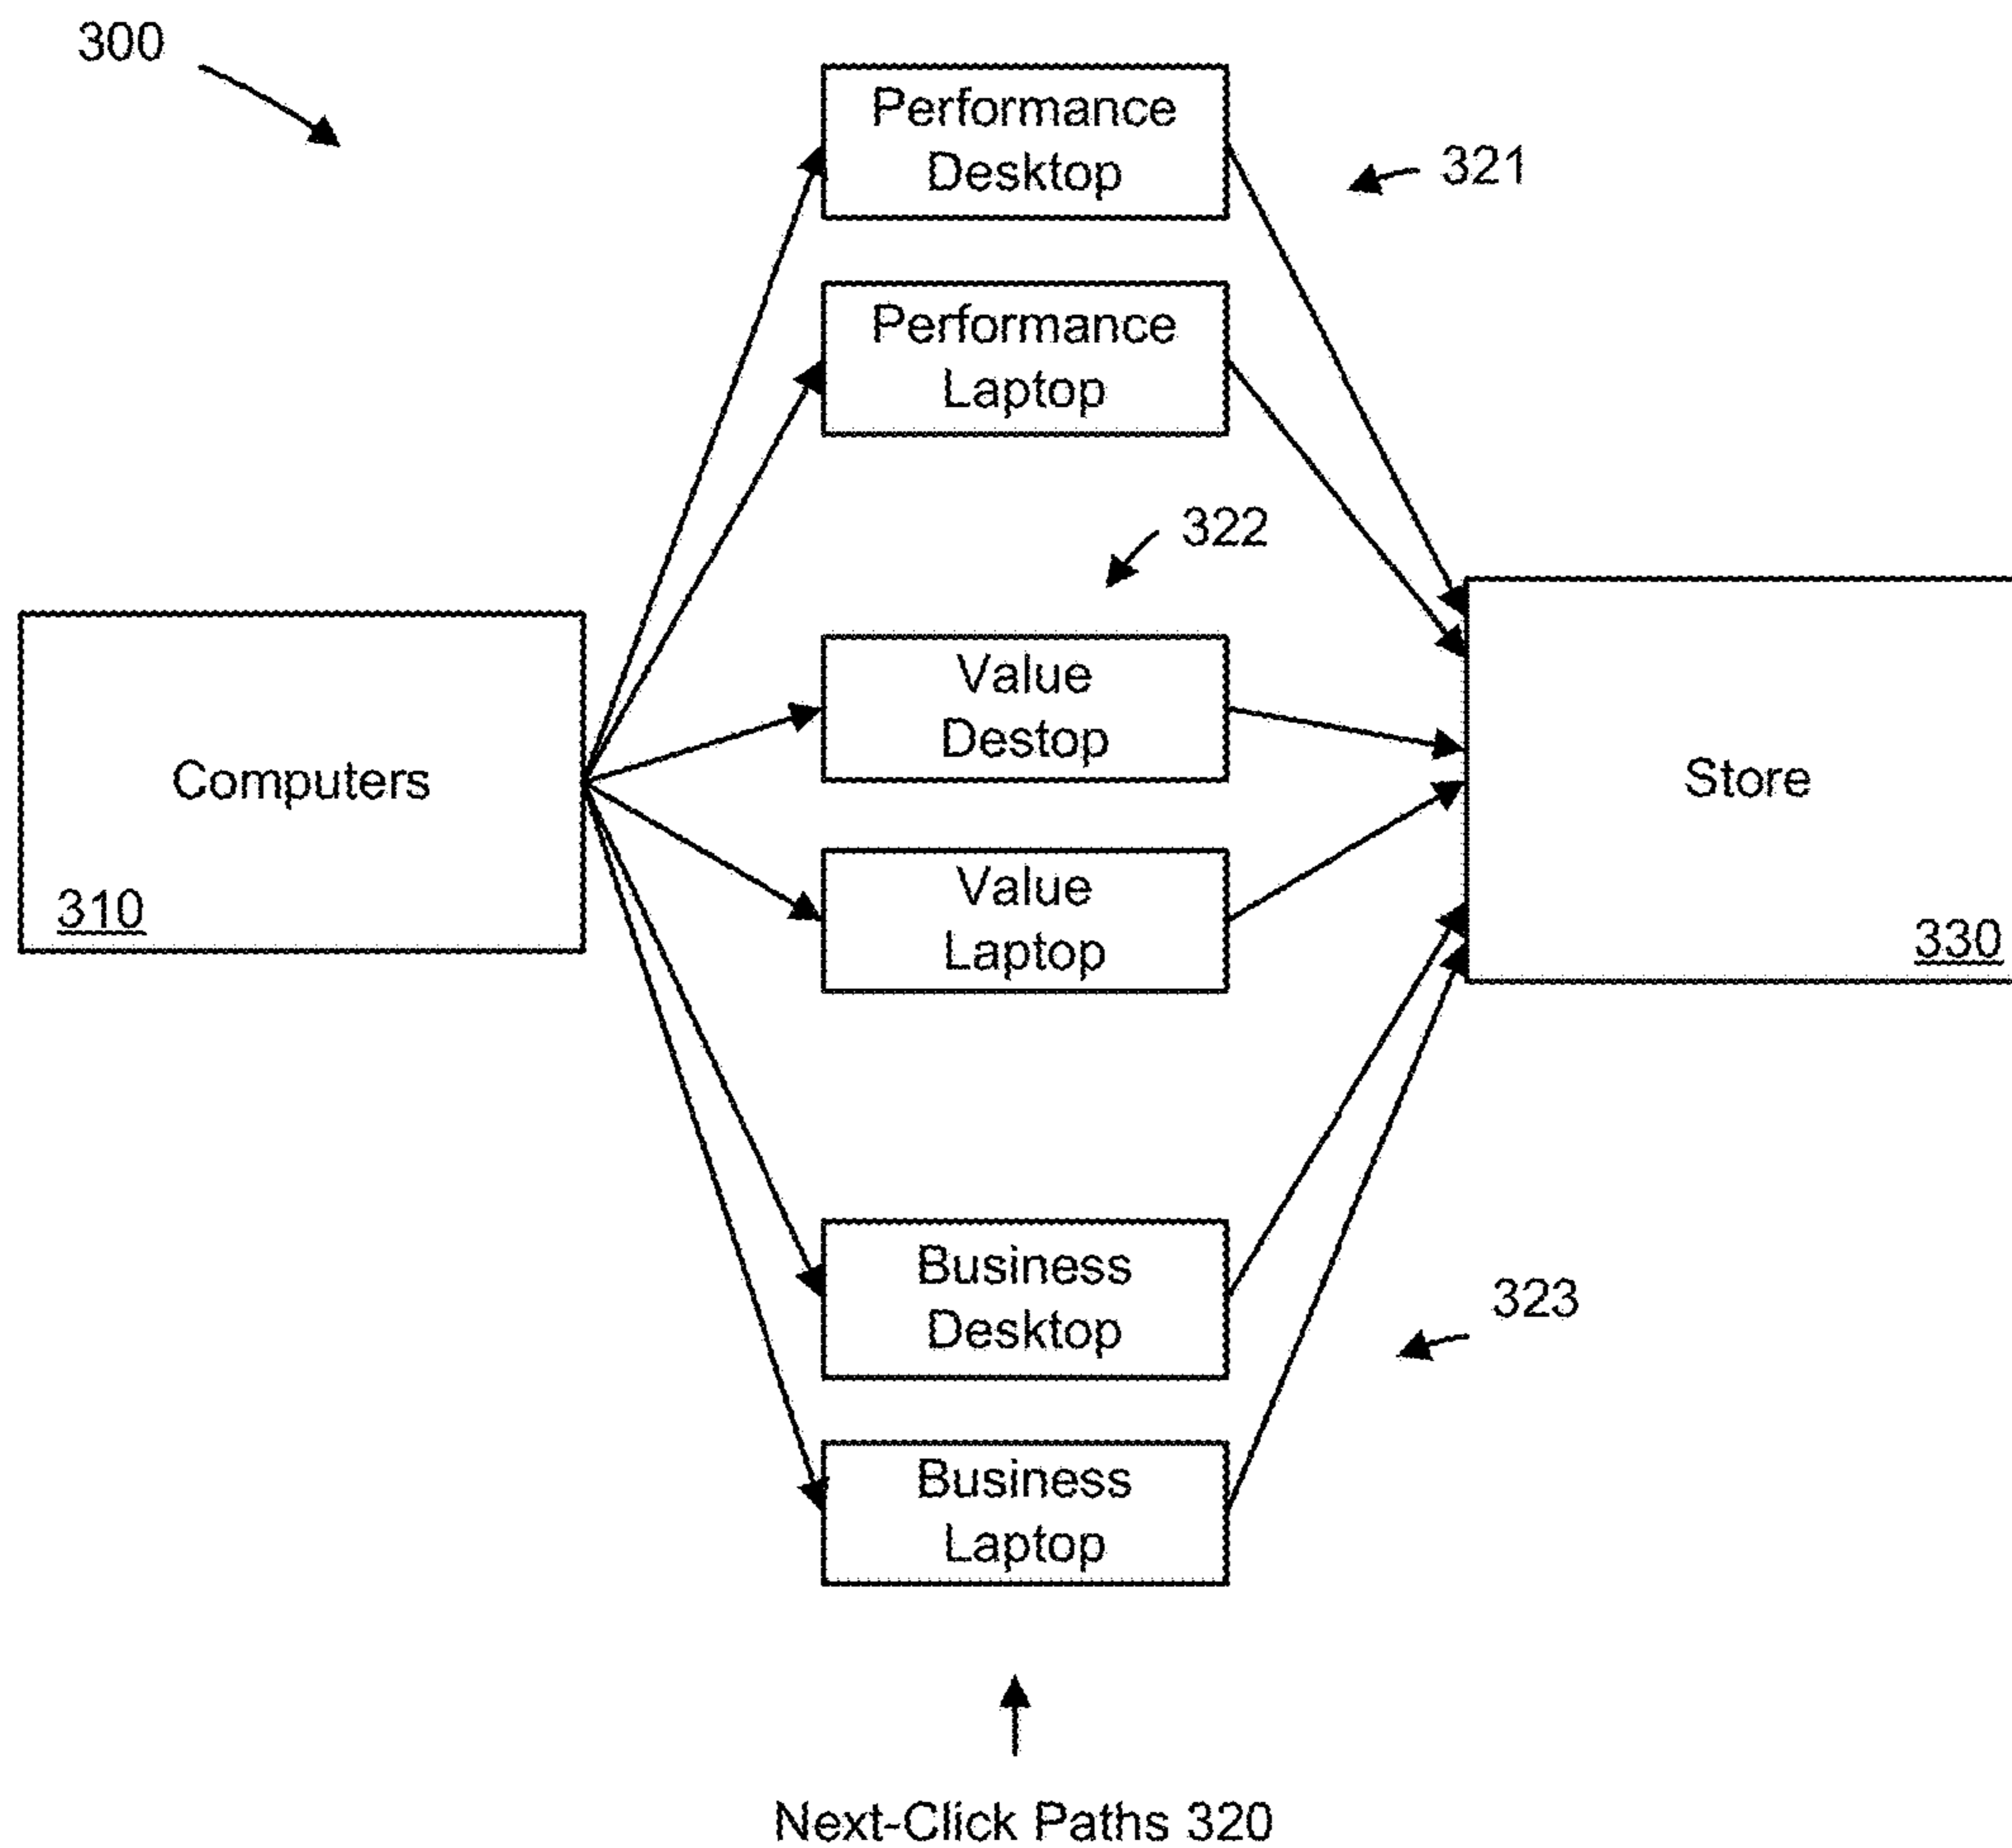 300
Performance
Desktop
321
Performance
Laptop
322
Value
Destop
Computers
310
Store
330
Value
Laptop
Business
Desktop
323
Business
Laptop
Next-Click Paths 320